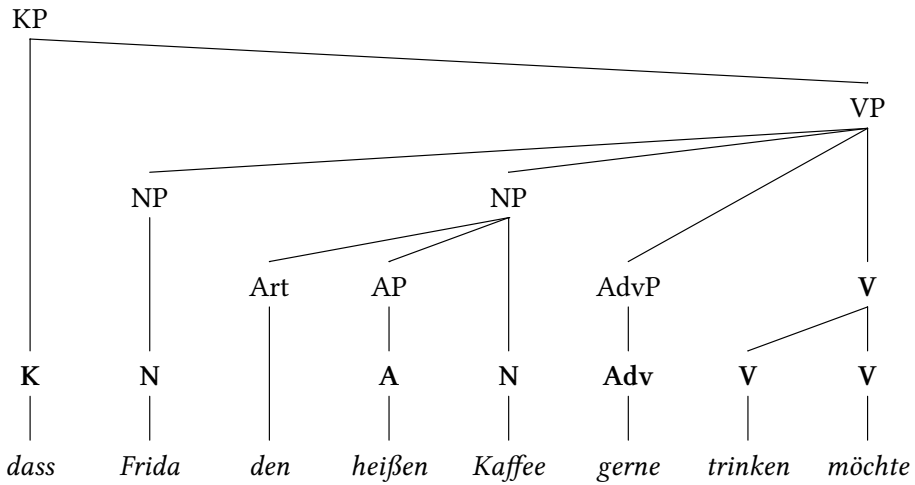 KP
VP
NP NP
Art AP AdvP V
K N A N Adv V V
dass Frida den heißen Kaffee gerne trinken möchte